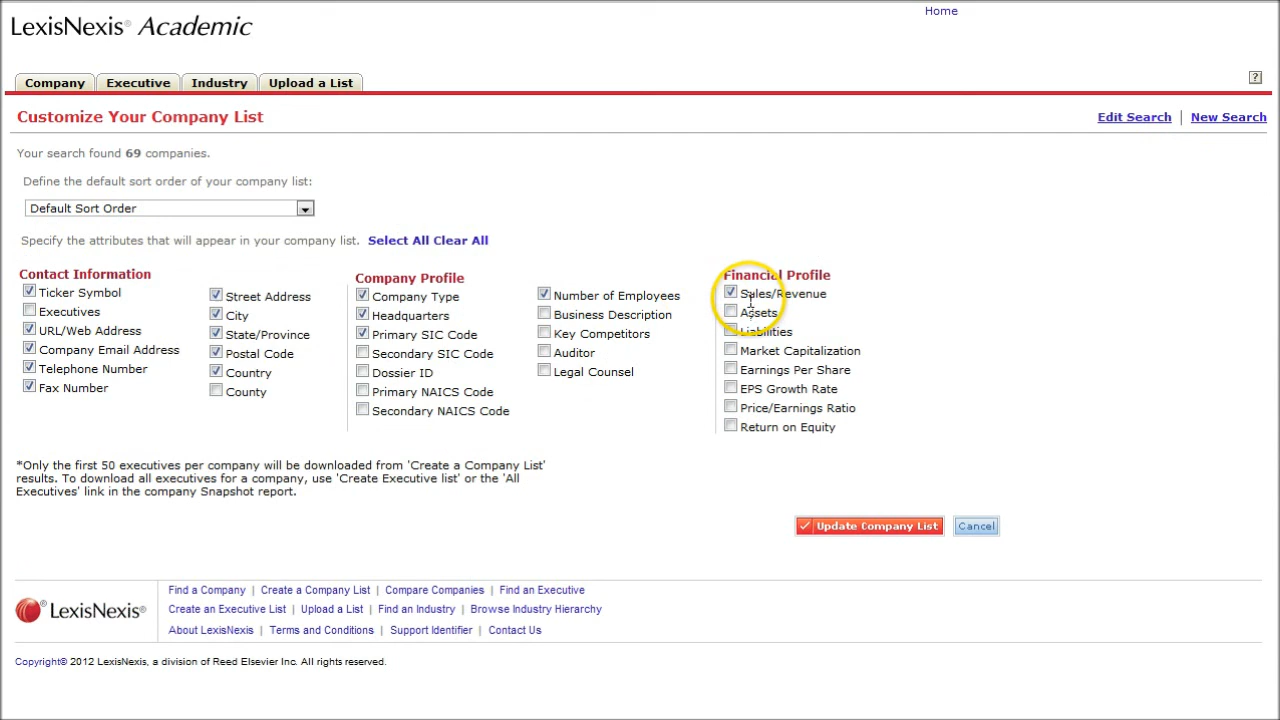 Home
LexisNexis® Academic
Company
Executive
Industry
Upload a List
?
Customize Your Company List
Edit Search | New Search
Your search found 69 companies.
Define the default sort order of your company list:
Default Sort Order
Specify the attributes that will appear in your company list. Select All Clear All
Contact Information
Ticker Symbol
Executives
URL/Web Address
Company Email Address
Telephone Number
Fax Number
Street Address
City
State/Province
Postal Code
Country
County
Company Profile
Company Type
Headquarters
Primary SIC Code
Secondary SIC Code
Dossier ID
Primary NAICS Code
Secondary NAICS Code
Number of Employees
Business Description
Key Competitors
Auditor
Legal Counsel
Financial Profile
Sales/Revenue
Assets
Liabilities
Market Capitalization
Earnings Per Share
EPS Growth Rate
Price/Earnings Ratio
Return on Equity
*Only the first 50 executives per company will be downloaded from 'Create a Company List'
results. To download all executives for a company, use 'Create Executive list' or the 'All
Executives' link in the company Snapshot report.
Update Company List
Cancel
LexisNexis®
Find a Company | Create a Company List | Compare Companies | Find an Executive
Create an Executive List | Upload a List | Find an Industry | Browse Industry Hierarchy
About LexisNexis | Terms and Conditions | Support Identifier | Contact Us
Copyright© 2012 LexisNexis, a division of Reed Elsevier Inc. All rights reserved.